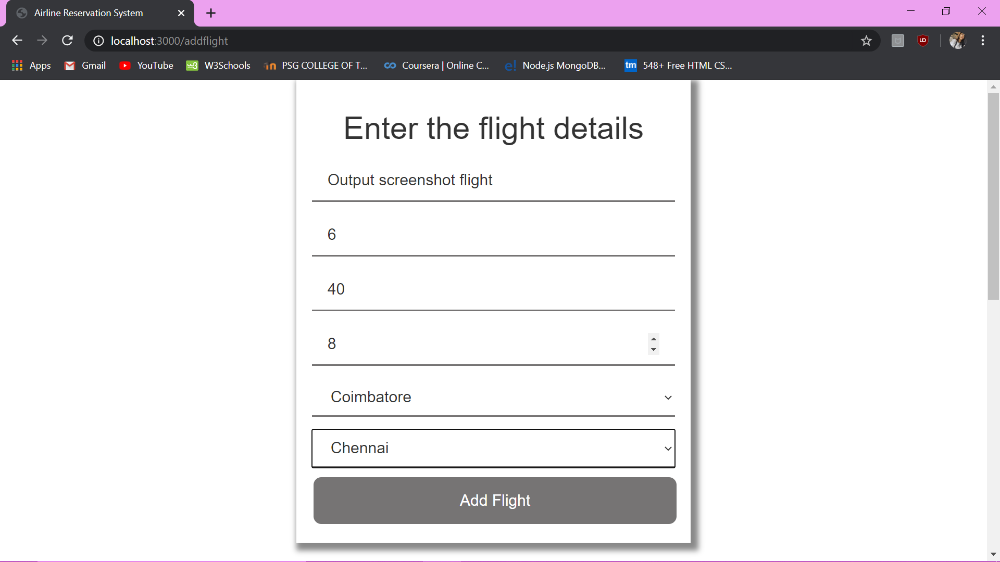 Airline Reservation System
localhost:3000/addflight
Apps Gmail YouTube W3Schools PSG COLLEGE OF T... Coursera | Online C... Node.js MongoDB... 548+ Free HTML CS...
Enter the flight details
Output screenshot flight
6
40
8
Coimbatore
Chennai
Add Flight